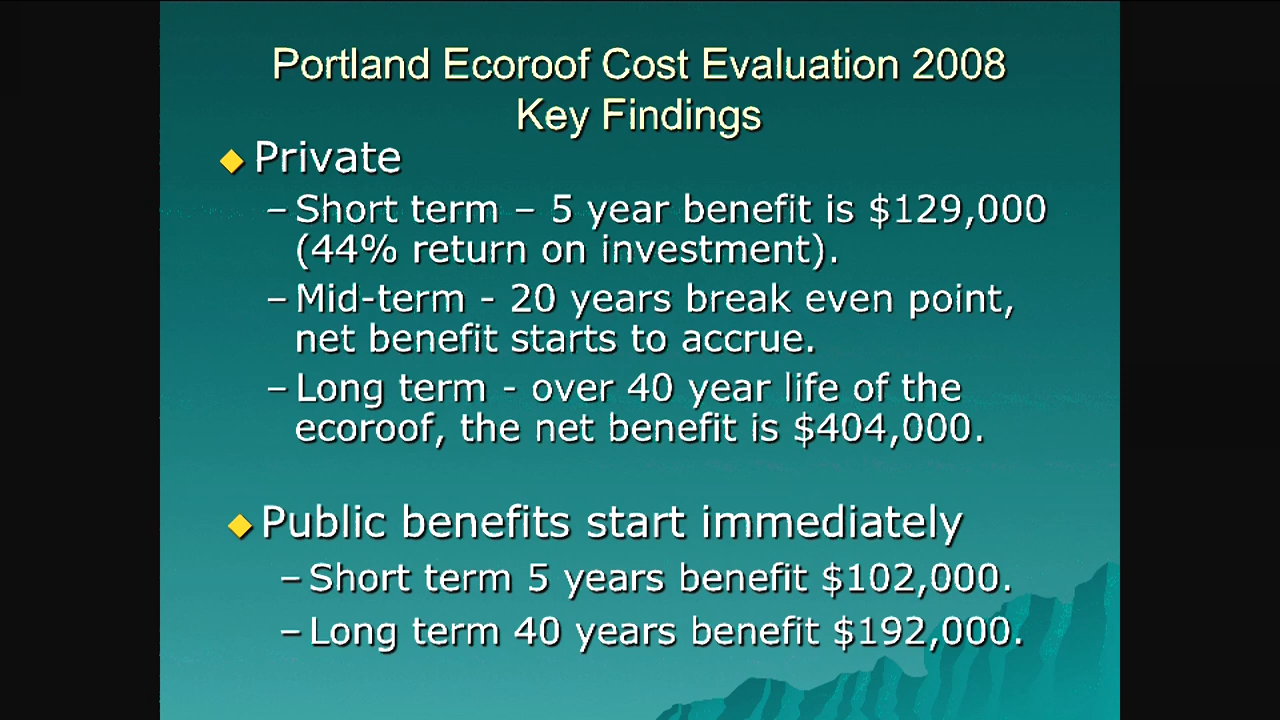 Portland Ecoroof Cost Evaluation 2008
Key Findings
Private
– Short term – 5 year benefit is $129,000
(44% return on investment).
– Mid-term - 20 years break even point,
net benefit starts to accrue.
– Long term - over 40 year life of the
ecoroof, the net benefit is $404,000.
Public benefits start immediately
– Short term 5 years benefit $102,000.
– Long term 40 years benefit $192,000.